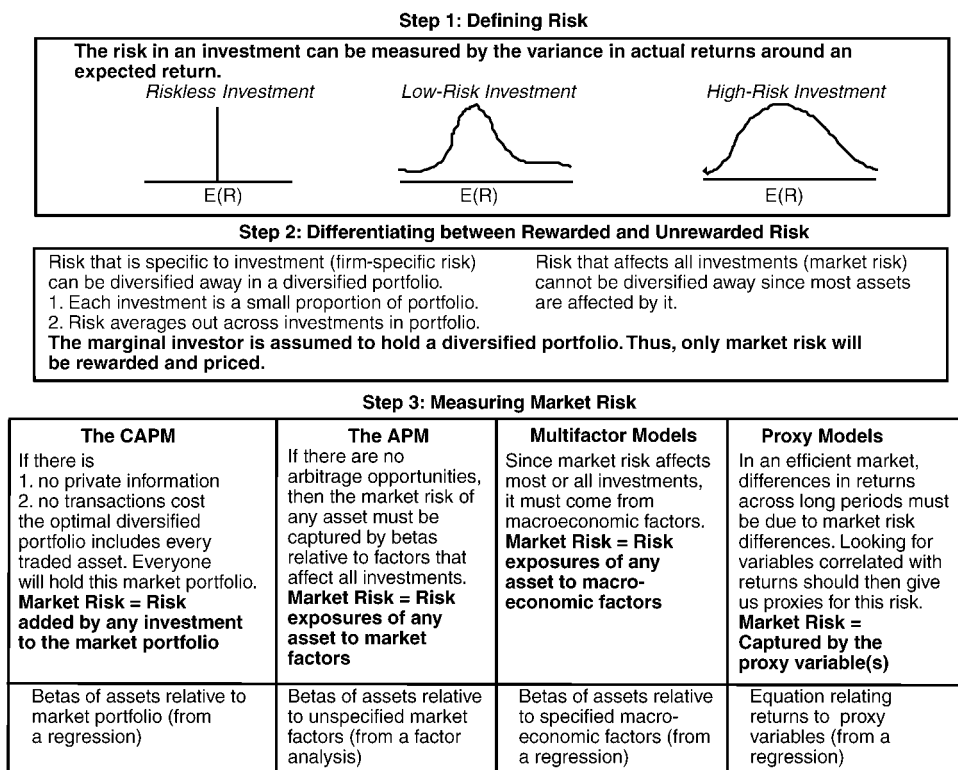 Step 1: Defining Risk
The risk in an investment can be measured by the variance in actual returns around an
expected return.
Riskless Investment
Low-Risk Investment
High-Risk Investment
E(R)
E(R)
E(R)
Step 2: Differentiating between Rewarded and Unrewarded Risk
Risk that is specific to investment (firm-specific risk)
can be diversified away in a diversified portfolio.
1. Each investment is a small proportion of portfolio.
2. Risk averages out across investments in portfolio.
Risk that affects all investments (market risk)
cannot be diversified away since most assets
are affected by it.
The marginal investor is assumed to hold a diversified portfolio. Thus, only market risk will
be rewarded and priced.
Step 3: Measuring Market Risk
The CAPM
If there is
1. no private information
2. no transactions cost
the optimal diversified
portfolio includes every
traded asset. Everyone
will hold this market portfolio.
Market Risk = Risk
added by any investment
to the market portfolio
The APM
If there are no
arbitrage opportunities,
then the market risk of
any asset must be
captured by betas
relative to factors that
affect all investments.
Market Risk = Risk
exposures of any
asset to market
factors
Multifactor Models
Since market risk affects
most or all investments,
it must come from
macroeconomic factors.
Market Risk = Risk
exposures of any
asset to macro-
economic factors
Proxy Models
In an efficient market,
differences in returns
across long periods must
be due to market risk
differences. Looking for
variables correlated with
returns should then give
us proxies for this risk.
Market Risk =
Captured by the
proxy variable(s)
Betas of assets relative to
market portfolio (from
a regression)
Betas of assets relative
to unspecified market
factors (from a factor
analysis)
Betas of assets relative
to specified macro-
economic factors (from
a regression)
Equation relating
returns to proxy
variables (from a
regression)